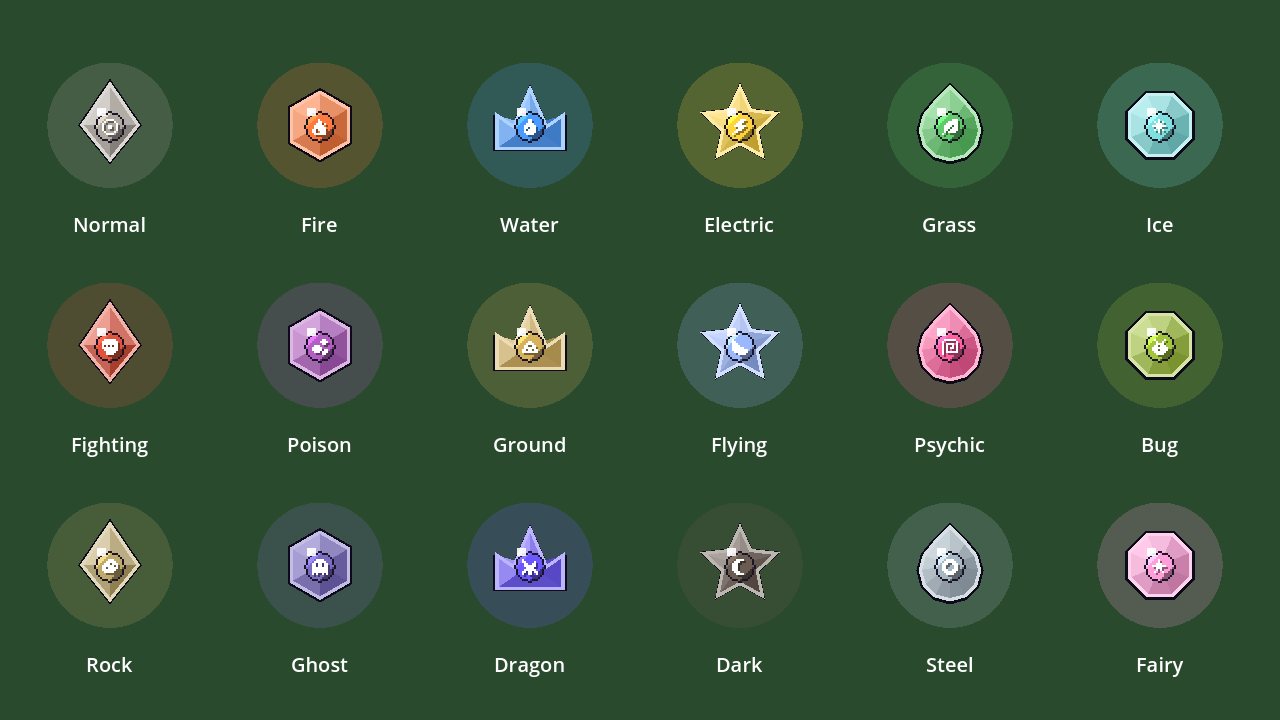 Normal Fire Water Electric Grass Ice
Fighting Poison Ground Flying Psychic Bug
Rock Ghost Dragon Dark Steel Fairy